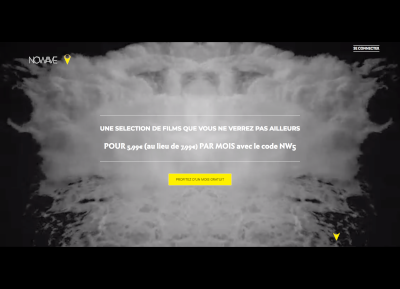 SE CONNECTER
NOWAVE
UNE SELECTION DE FILMS QUE VOUS NE VERREZ PAS AILLEURS
POUR 5,99€ (au lieu de 7,99€) PAR MOIS avec le code NW5
PROFITEZ D'UN MOIS GRATUIT